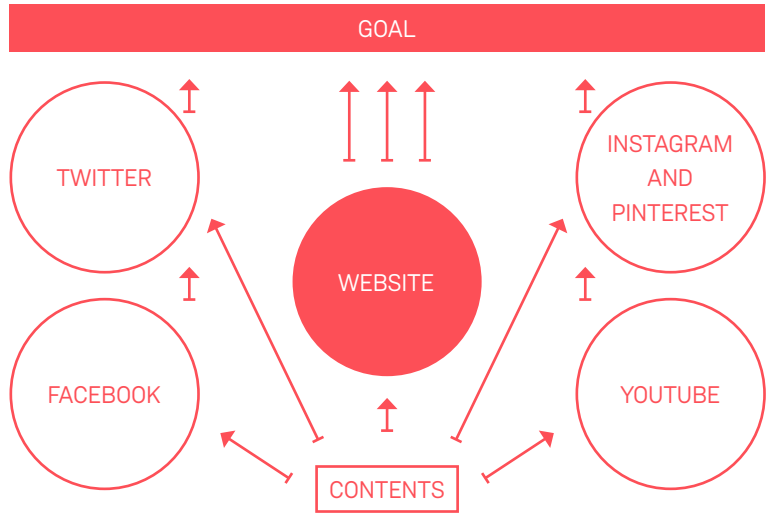 GOAL
TWITTER
INSTAGRAM
AND
PINTEREST
WEBSITE
FACEBOOK
YOUTUBE
CONTENTS